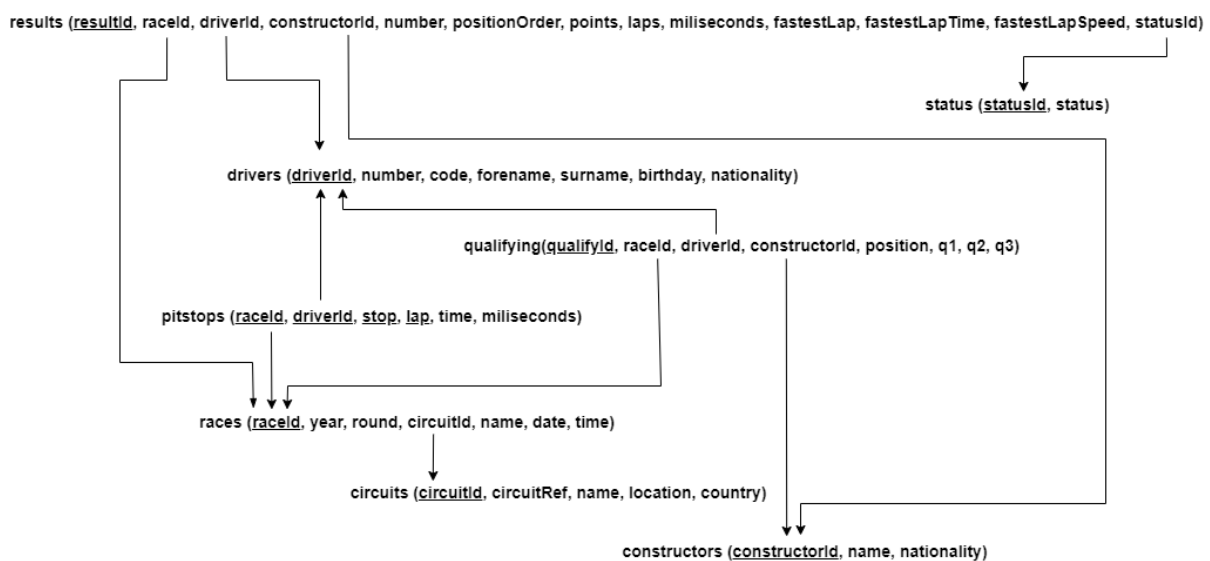 results (resultId, raceId, driverId, constructorId, number, positionOrder, points, laps, miliseconds, fastestLap, fastestLapTime, fastestLapSpeed, statusId)
status (statusId, status)
drivers (driverId, number, code, forename, surname, birthday, nationality)
qualifying(qualifyId, raceId, driverId, constructorId, position, q1, q2, q3)
pitstops (raceId, driverId, stop, lap, time, miliseconds)
races (raceId, year, round, circuitId, name, date, time)
circuits (circuitId, circuitRef, name, location, country)
constructors (constructorId, name, nationality)